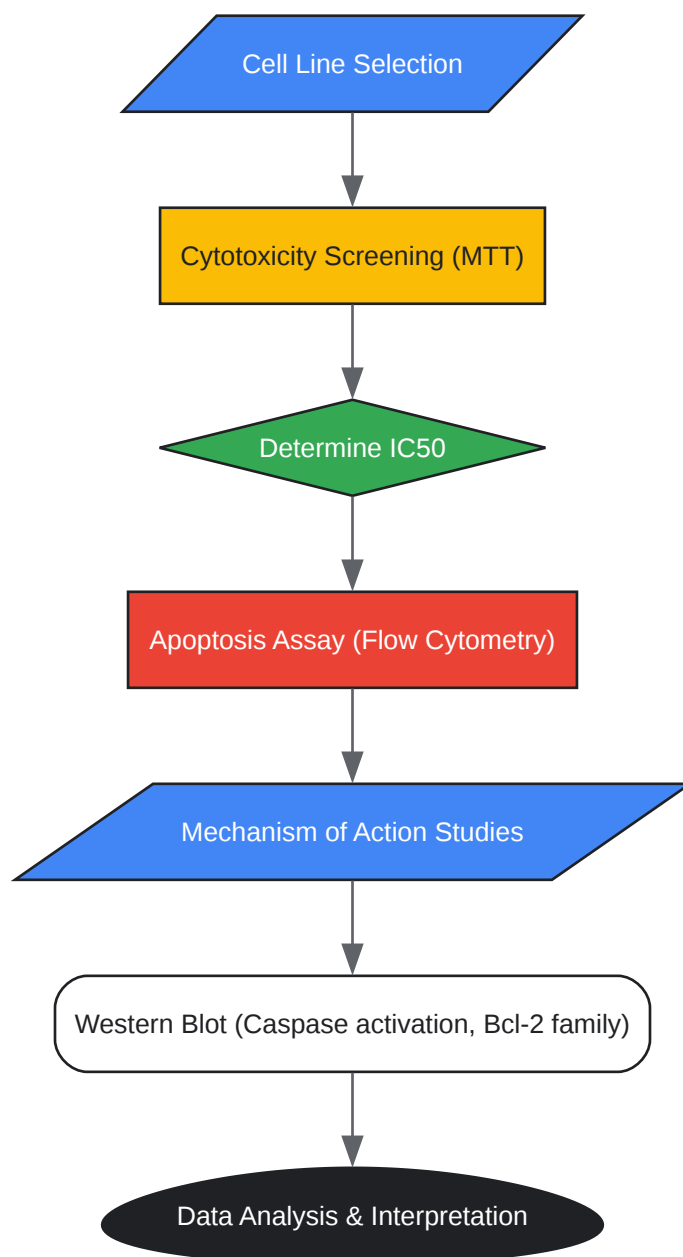 Cell Line Selection
Cytotoxicity Screening (MTT)
Determine IC50
Apoptosis Assay (Flow Cytometry)
Mechanism of Action Studies
Western Blot (Caspase activation, Bcl-2 family)
Data Analysis & Interpretation